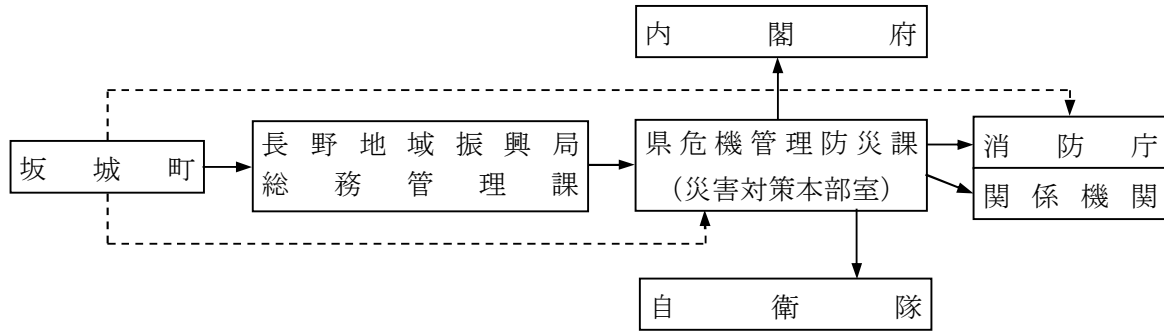 内閣府
坂城町
長野地域振興局
総務管理課
県危機管理防災課
(災害対策本部室)
消防庁
関係機関
自衛隊